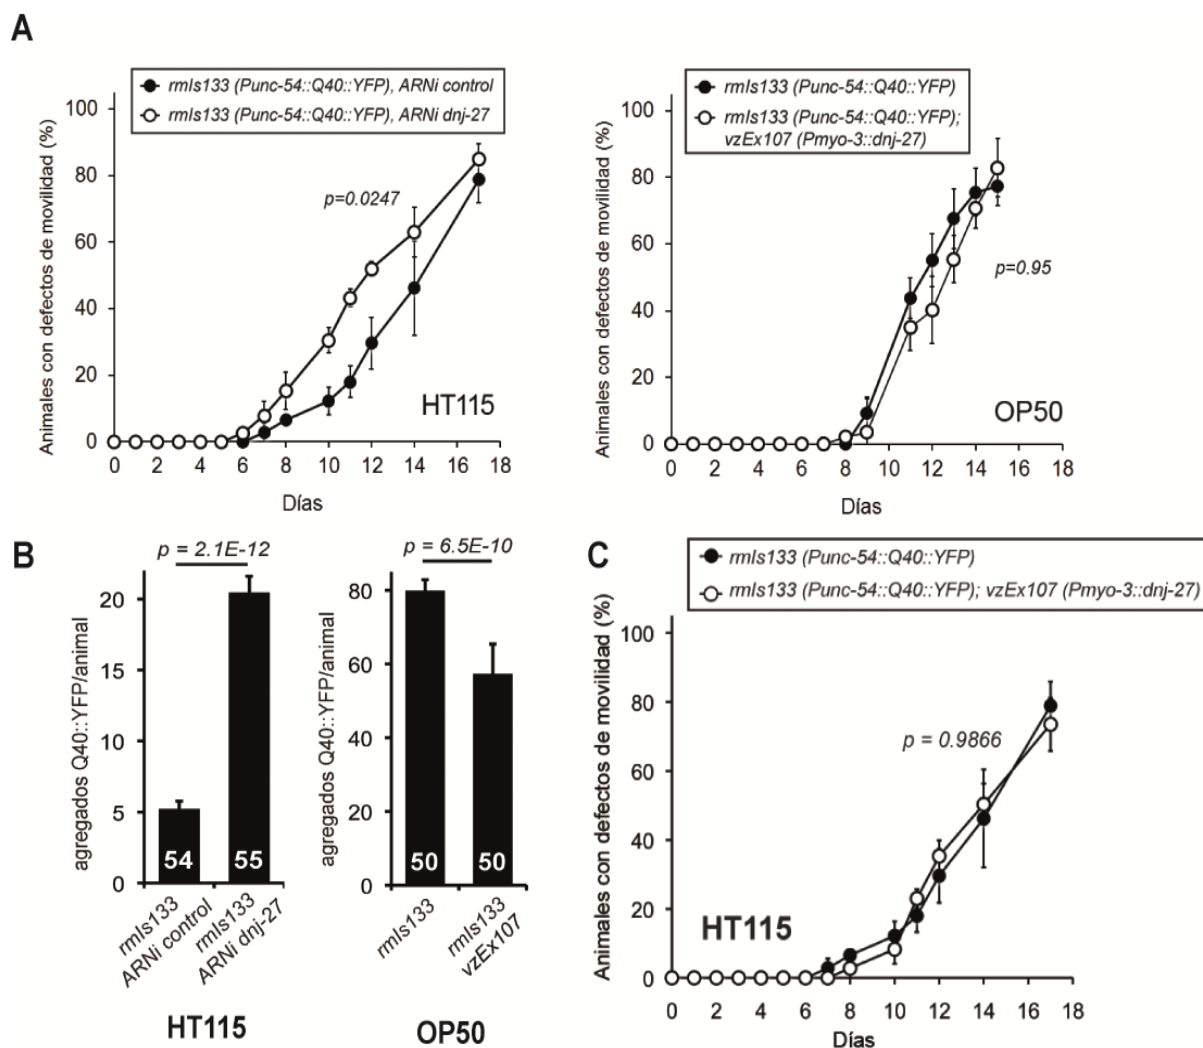 A
rmIs133 (Punc-54::Q40::YFP), ARNi control
rmIs133 (Punc-54::Q40::YFP), ARNi dnj-27
Animales con defectos de movilidad (%)
100
80
60
40
20
0
p=0.0247
HT115
0 2 4 6 8 10 12 14 16 18
Días
rmIs133 (Punc-54::Q40::YFP)
rmIs133 (Punc-54::Q40::YFP);
vzEx107 (Pmyo-3::dnj-27)
Animales con defectos de movilidad (%)
100
80
60
40
20
0
p=0.95
OP50
0 2 4 6 8 10 12 14 16 18
Días
B
p = 2.1E-12
agregados Q40::YFP/animal
20
15
10
5
0
54
55
rmIs133
ARNi control
rmIs133
ARNi dnj-27
HT115
p = 6.5E-10
agregados Q40::YFP/animal
80
60
40
20
0
50
50
rmIs133
rmIs133
vzEx107
OP50
C
rmIs133 (Punc-54::Q40::YFP)
rmIs133 (Punc-54::Q40::YFP); vzEx107 (Pmyo-3::dnj-27)
Animales con defectos de movilidad (%)
100
80
60
40
20
0
p = 0.9866
HT115
0 2 4 6 8 10 12 14 16 18
Días